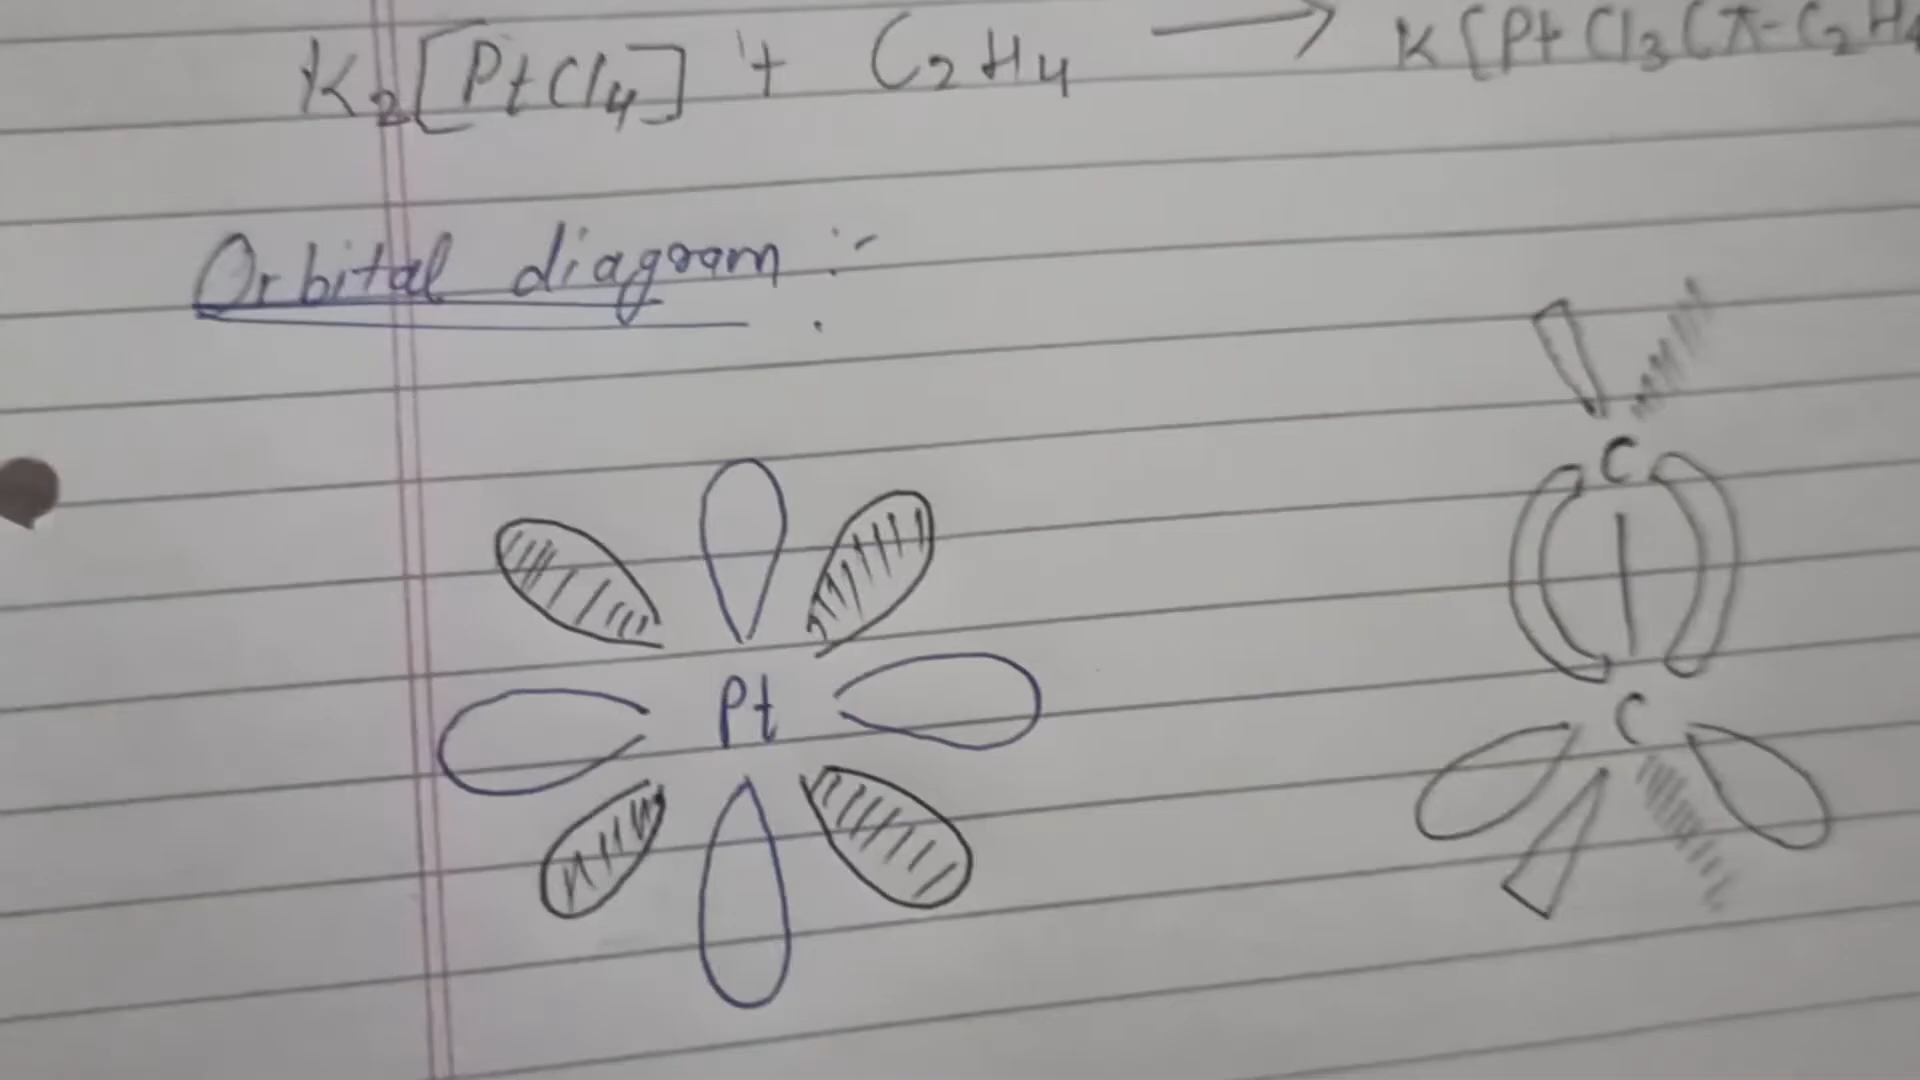 K₂[PtCl₄] + C₂H₄ → K[PtCl₃(π-C₂H₄
Orbital diagram :-
C
Pt
C